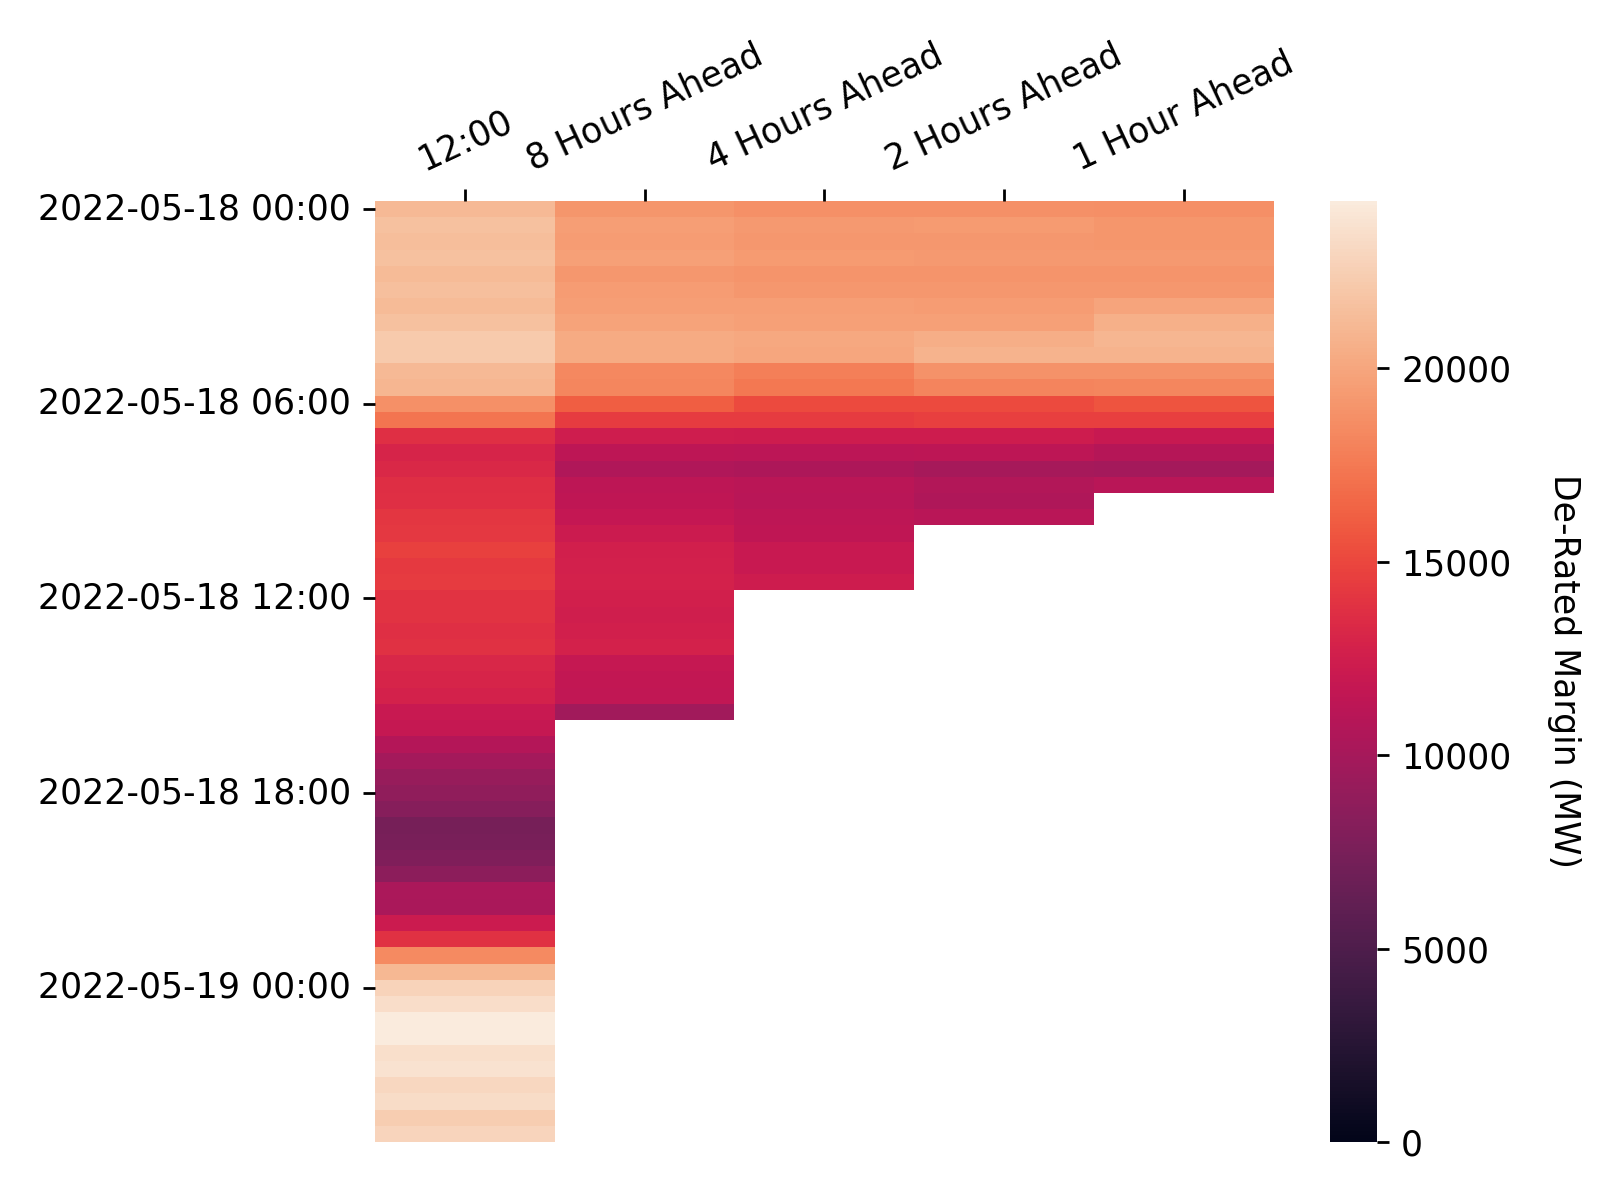 12:00
8 Hours Ahead
4 Hours Ahead
2 Hours Ahead
1 Hour Ahead
2022-05-18 00:00
2022-05-18 06:00
2022-05-18 12:00
2022-05-18 18:00
2022-05-19 00:00
20000
15000
10000
5000
0
De-Rated Margin (MW)